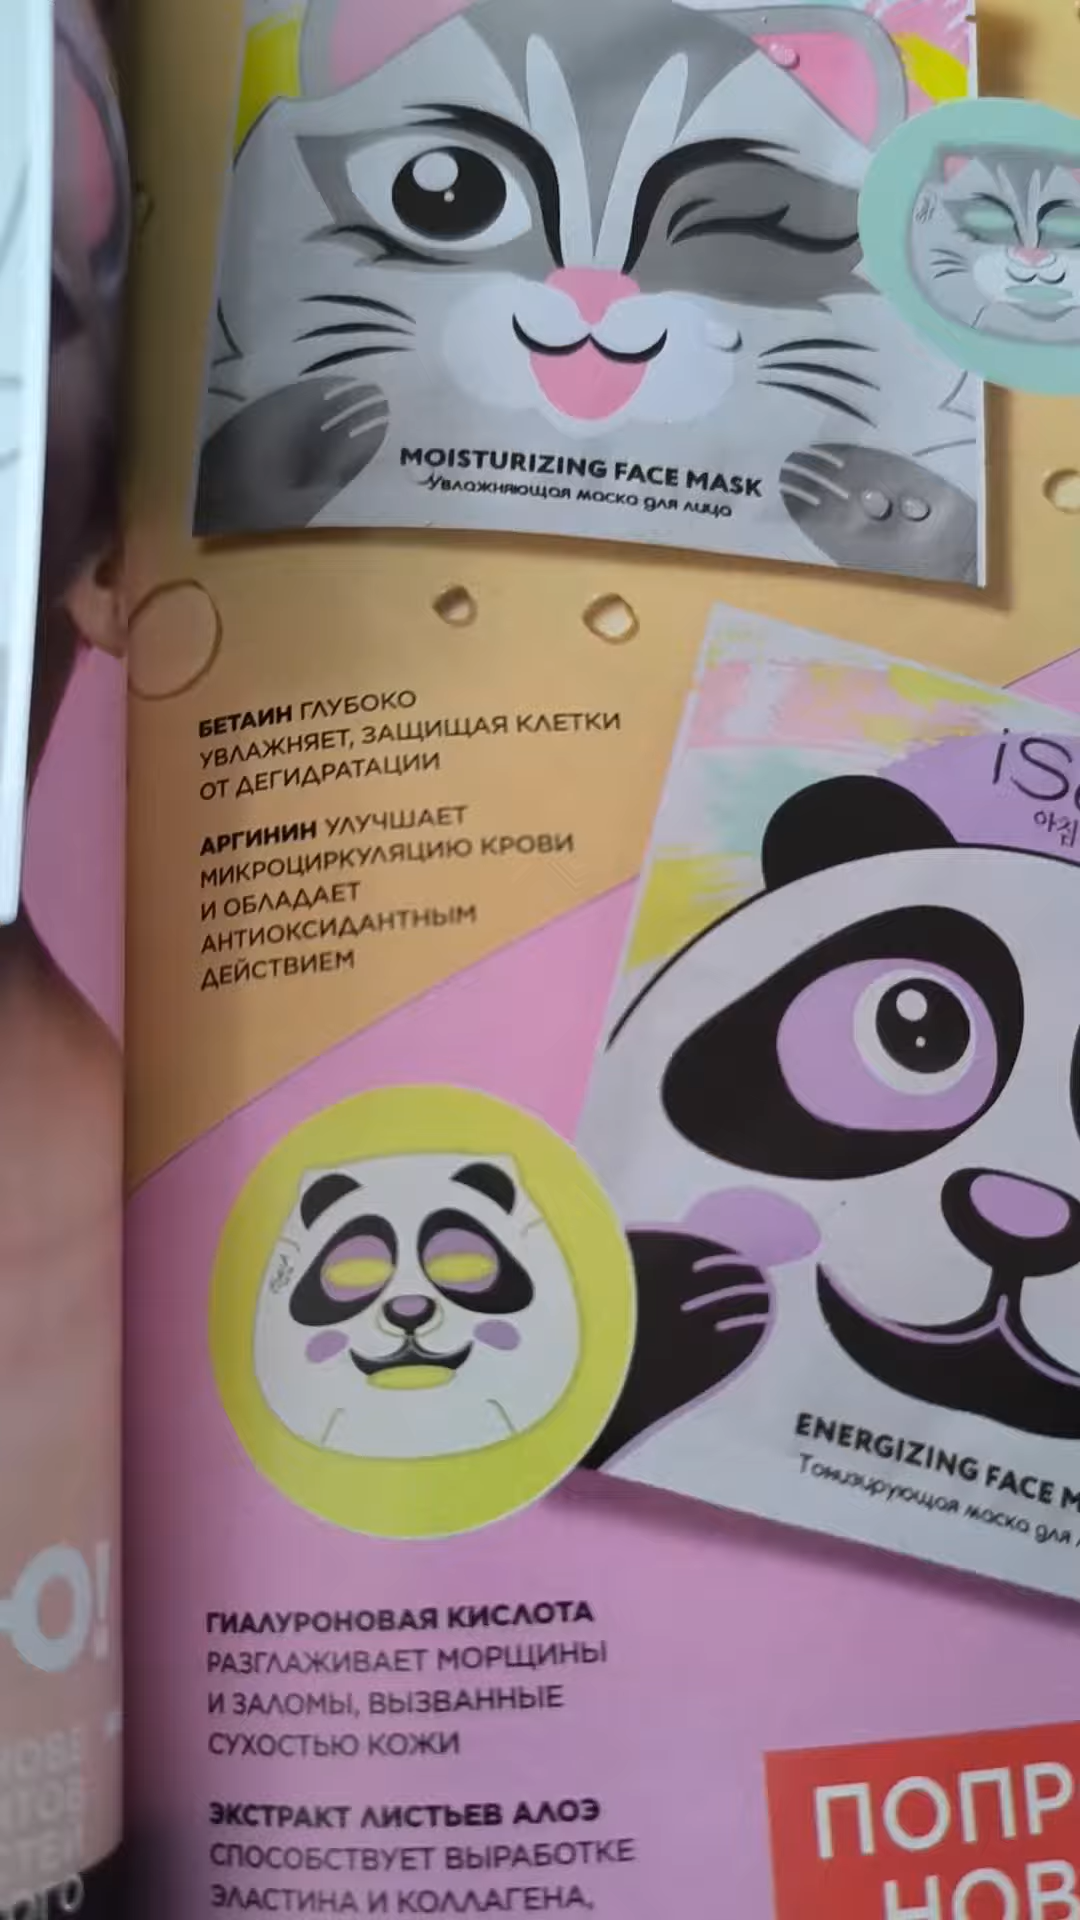 MOISTURIZING FACE MASK
Увлажняющая маска для лица
БЕТАИН ГЛУБОКО
УВЛАЖНЯЕТ, ЗАЩИЩАЯ КЛЕТКИ
ОТ ДЕГИДРАТАЦИИ
АРГИНИН УЛУЧШАЕТ
МИКРОЦИРКУЛЯЦИЮ КРОВИ
И ОБЛАДАЕТ
АНТИОКСИДАНТНЫМ
ДЕЙСТВИЕМ
ENERGIZING FACE
Тонизирующая маска для
ГИАЛУРОНОВАЯ КИСЛОТА
РАЗГЛАЖИВАЕТ МОРЩИНЫ
И ЗАЛОМЫ, ВЫЗВАННЫЕ
СУХОСТЬЮ КОЖИ
ЭКСТРАКТ ЛИСТЬЕВ АЛОЭ
СПОСОБСТВУЕТ ВЫРАБОТКЕ
ЭЛАСТИНА И КОЛЛАГЕНА,
ПОПР
НОВ